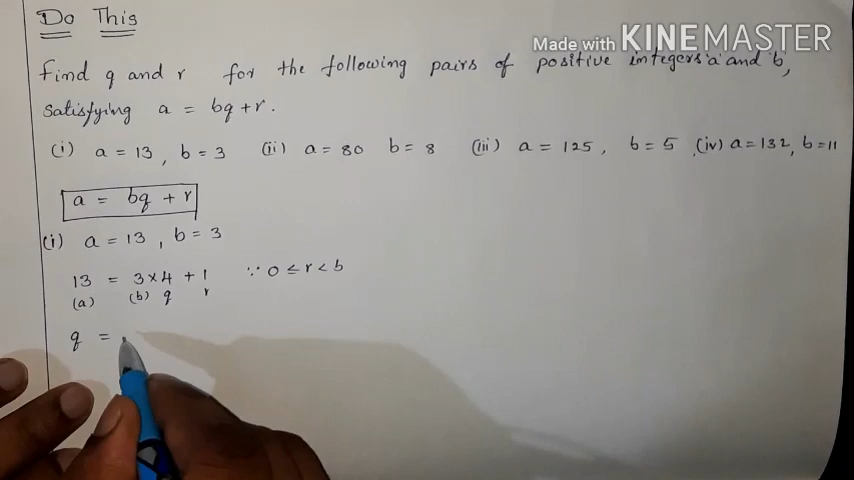 Do This
Made with KINEMASTER
Find q and r for the following pairs of positive integers 'a' and 'b',
satisfying a = bq + r.
(i) a = 13, b = 3 (ii) a = 80 b = 8 (iii) a = 125, b = 5 (iv) a = 132, b = 11
a = bq + r
(i) a = 13, b = 3
13 = 3 × 4 + 1 ∵ 0 ≤ r < b
(a) (b) q r
q =